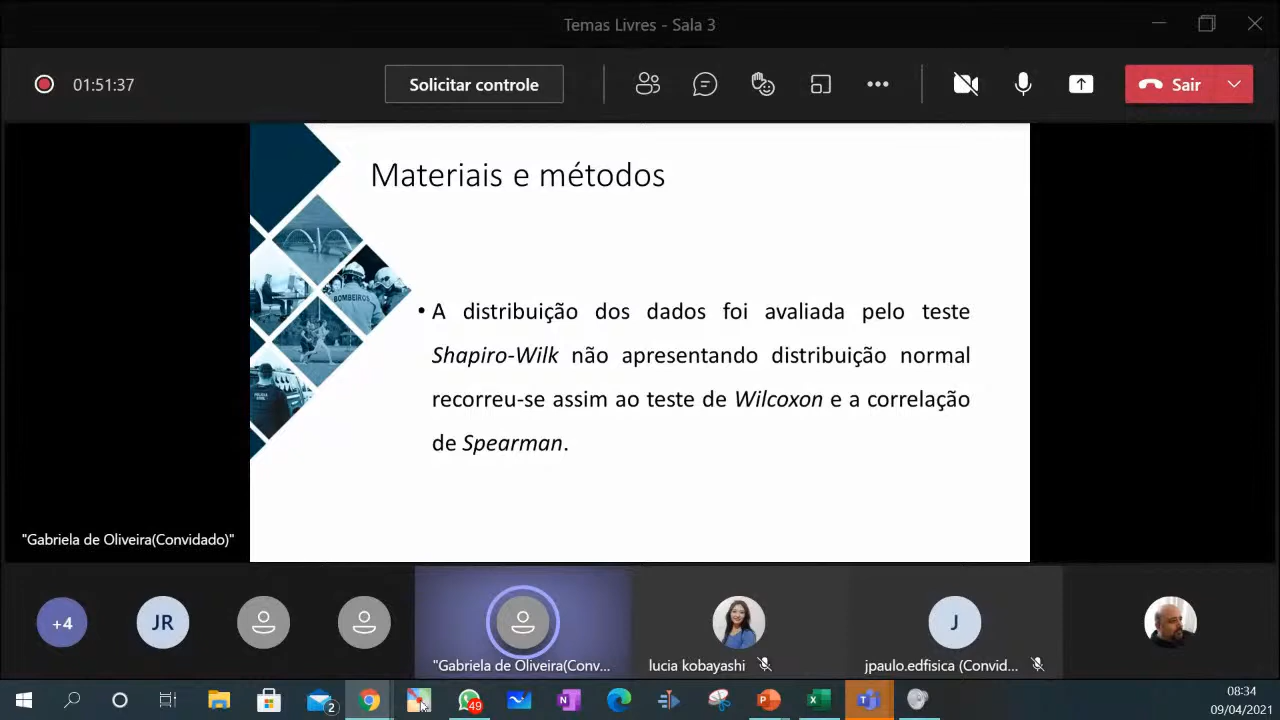 Temas Livres - Sala 3
01:51:37
Solicitar controle
Sair
Materiais e métodos
BOMBEIROS
• A distribuição dos dados foi avaliada pelo teste
Shapiro-Wilk não apresentando distribuição normal
recorreu-se assim ao teste de Wilcoxon e a correlação
de Spearman.
"Gabriela de Oliveira(Convidado)"
+4
JR
J
"Gabriela de Oliveira(Conv...
lucia kobayashi
jpaulo.edfisica (Convid...
2
49
08:34
09/04/2021